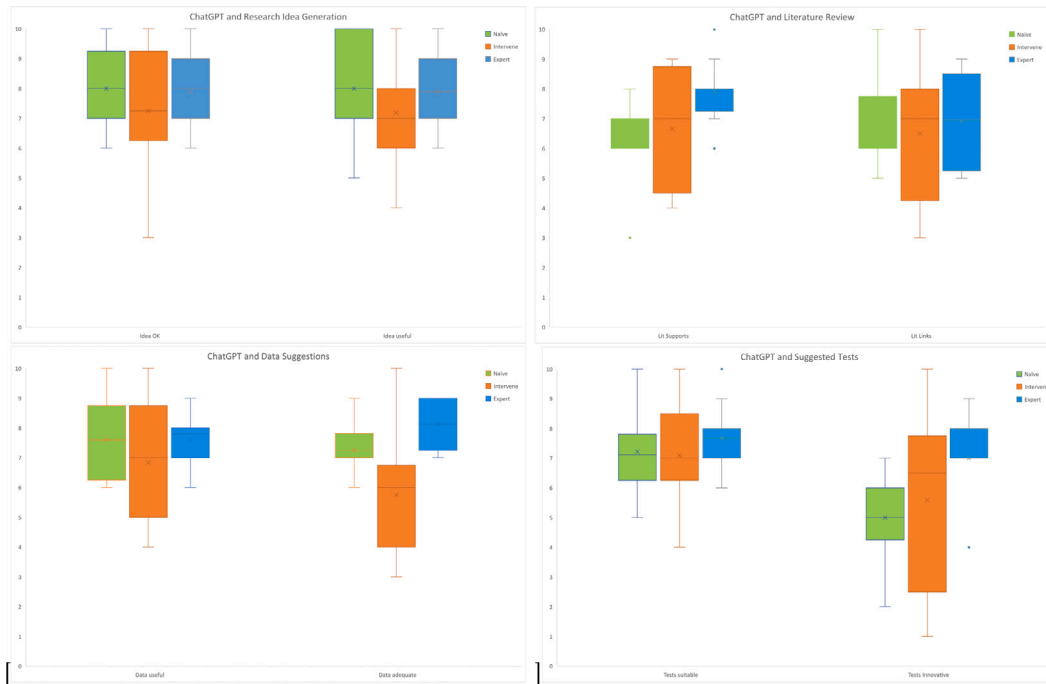 ChatGPT and Research Idea Generation
10
9
8
7
6
5
4
3
2
1
0
Naïve
Intervene
Expert
Idea OK
Idea useful
ChatGPT and Literature Review
10
9
8
7
6
5
4
3
2
1
0
Naïve
Intervene
Expert
Lit Supports
Lit Links
ChatGPT and Data Suggestions
10
9
8
7
6
5
4
3
2
1
0
Naïve
Intervene
Expert
Data useful
Data adequate
[
ChatGPT and Suggested Tests
10
9
8
7
6
5
4
3
2
1
0
Naïve
Intervene
Expert
Tests suitable
Tests Innovative
]